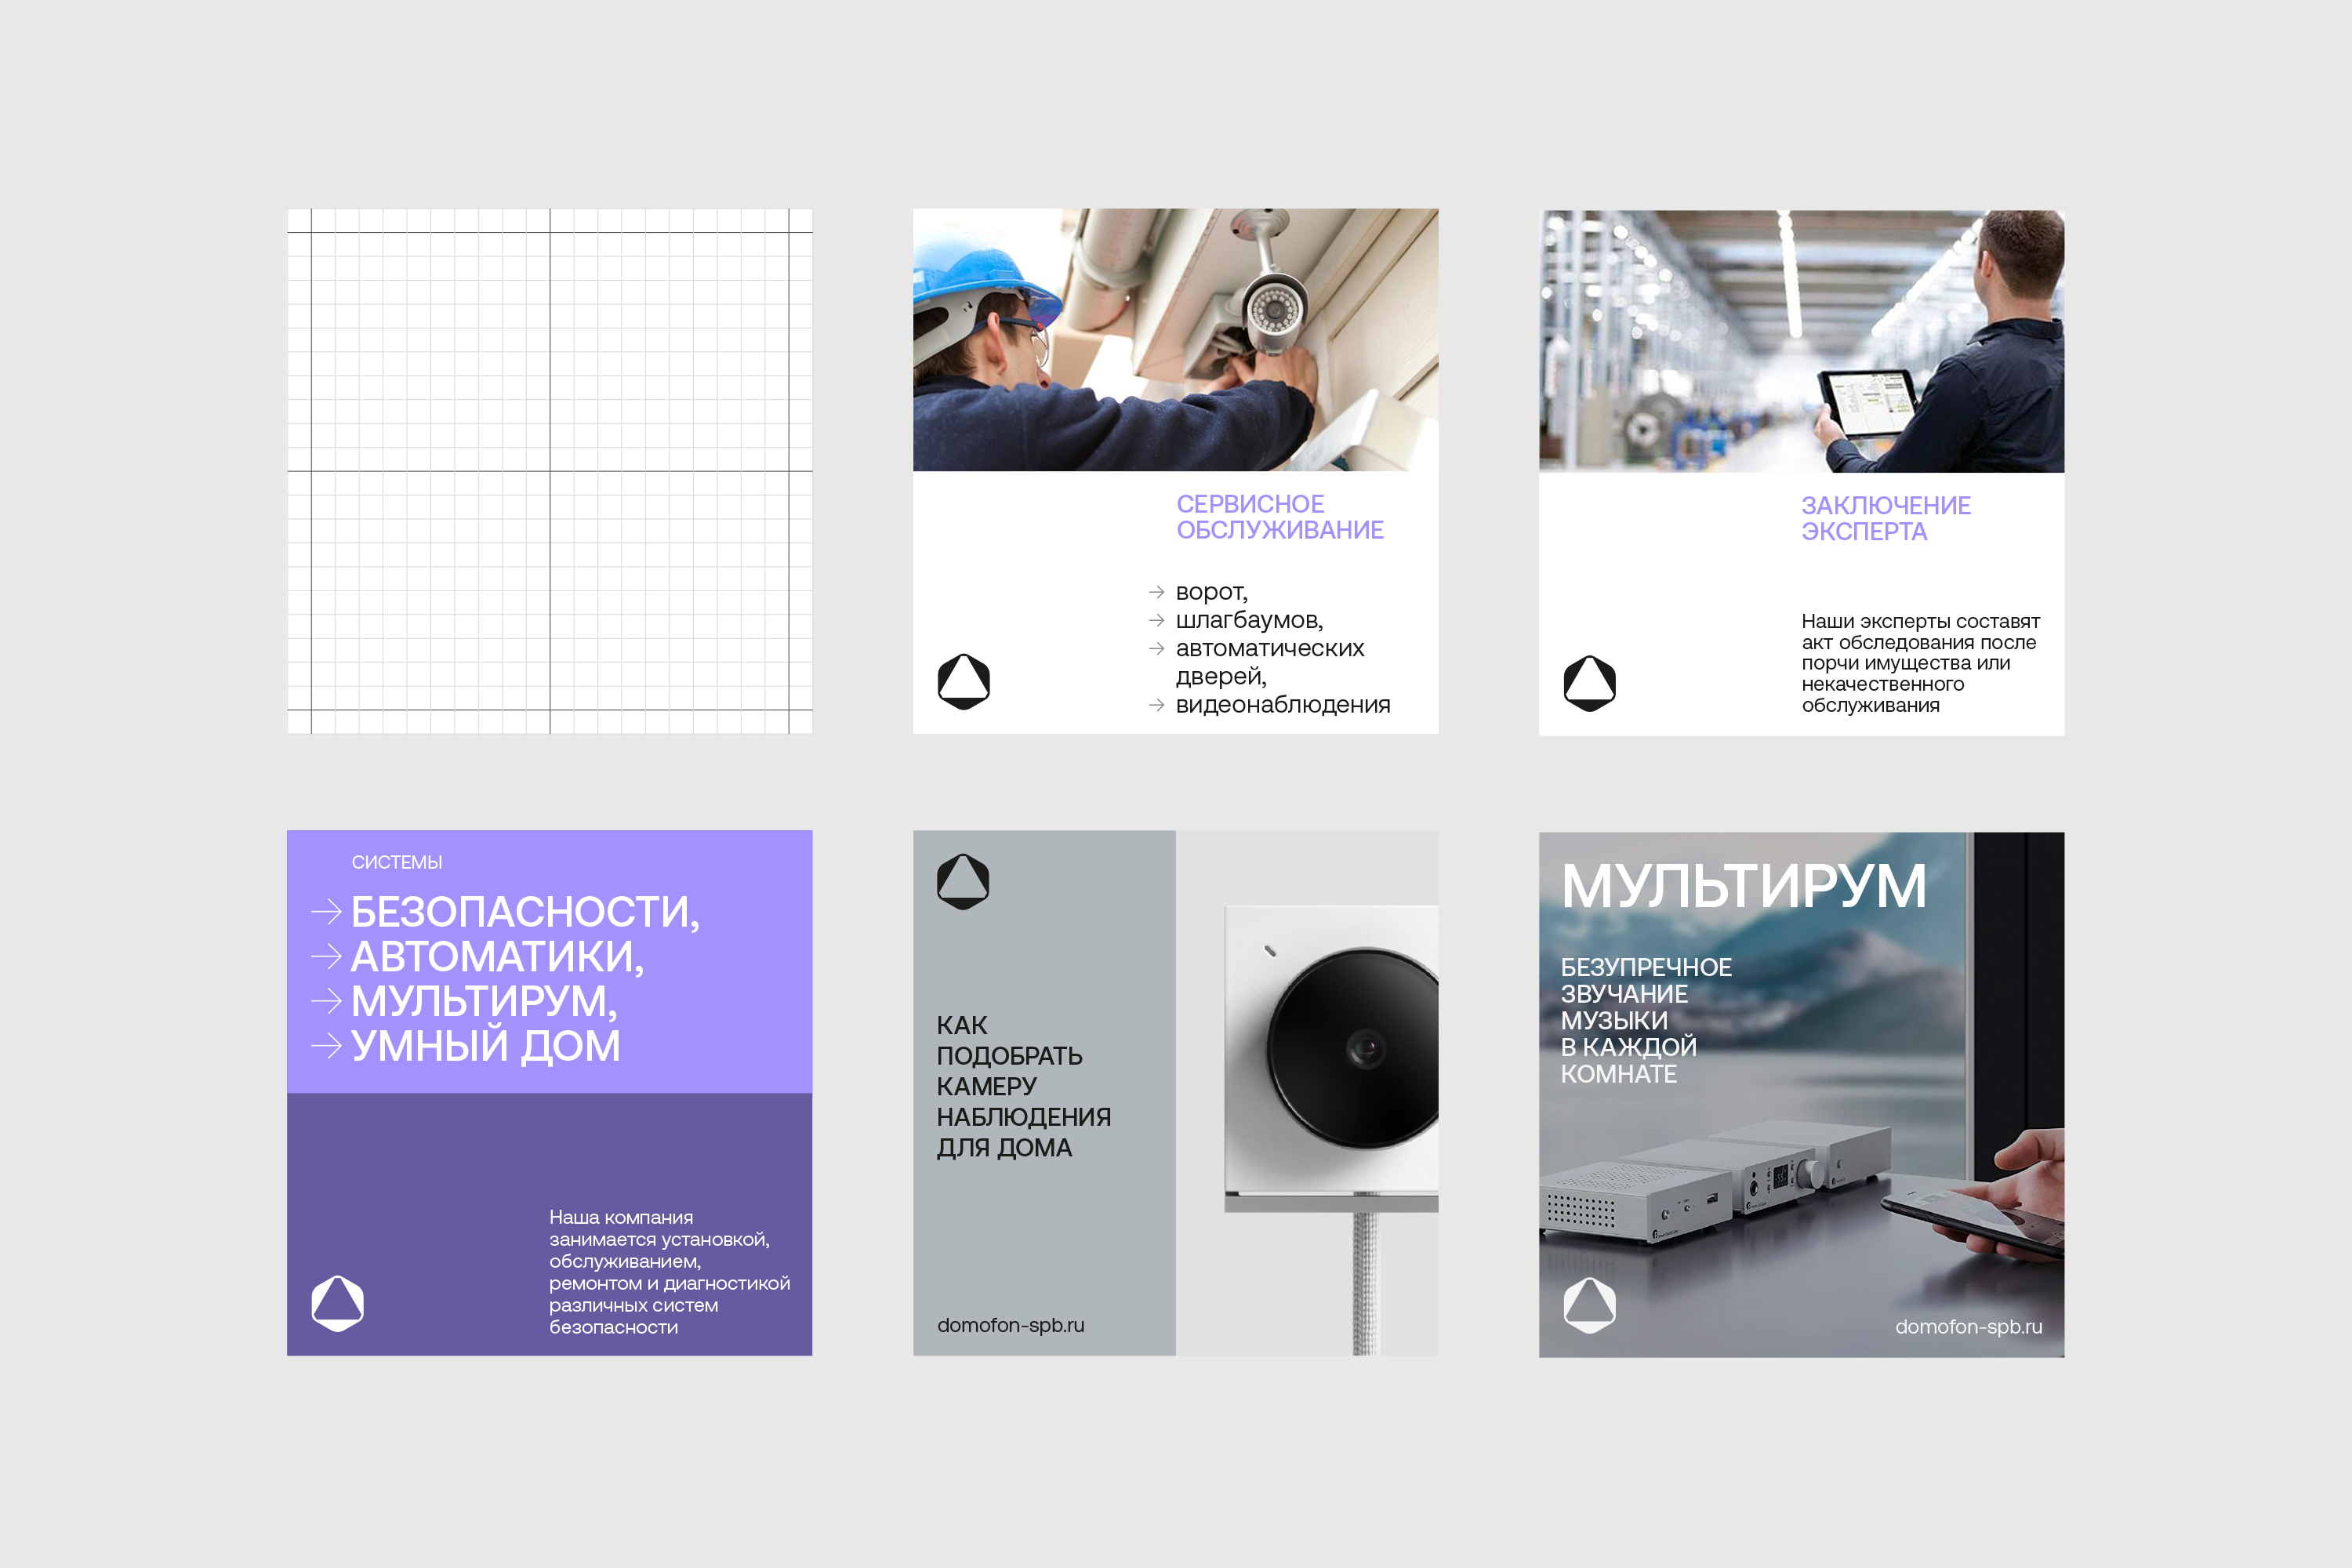 СЕРВИСНОЕ
ОБСЛУЖИВАНИЕ
→ ворот,
→ шлагбаумов,
→ автоматических
дверей,
→ видеонаблюдения
ЗАКЛЮЧЕНИЕ
ЭКСПЕРТА
Наши эксперты составят
акт обследования после
порчи имущества или
некачественного
обслуживания
СИСТЕМЫ
→ БЕЗОПАСНОСТИ,
→ АВТОМАТИКИ,
→ МУЛЬТИРУМ,
→ УМНЫЙ ДОМ
Наша компания
занимается установкой,
обслуживанием,
ремонтом и диагностикой
различных систем
безопасности
КАК
ПОДОБРАТЬ
КАМЕРУ
НАБЛЮДЕНИЯ
ДЛЯ ДОМА
domofon-spb.ru
МУЛЬТИРУМ
БЕЗУПРЕЧНОЕ
ЗВУЧАНИЕ
МУЗЫКИ
В КАЖДОЙ
КОМНАТЕ
domofon-spb.ru